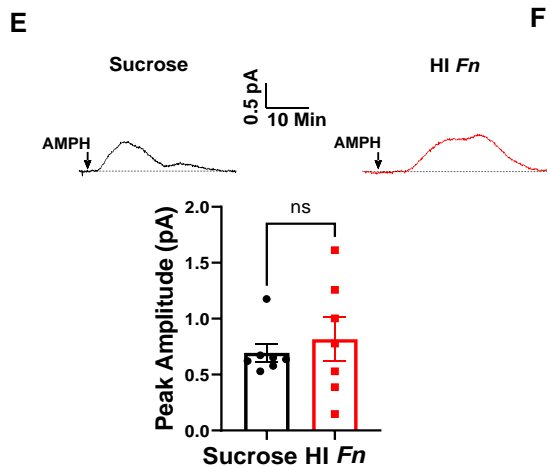 E
F
Sucrose
HI Fn
0.5 pA
10 Min
AMPH
AMPH
Peak Amplitude (pA)
2.0
1.5
1.0
0.5
0.0
ns
Sucrose HI Fn